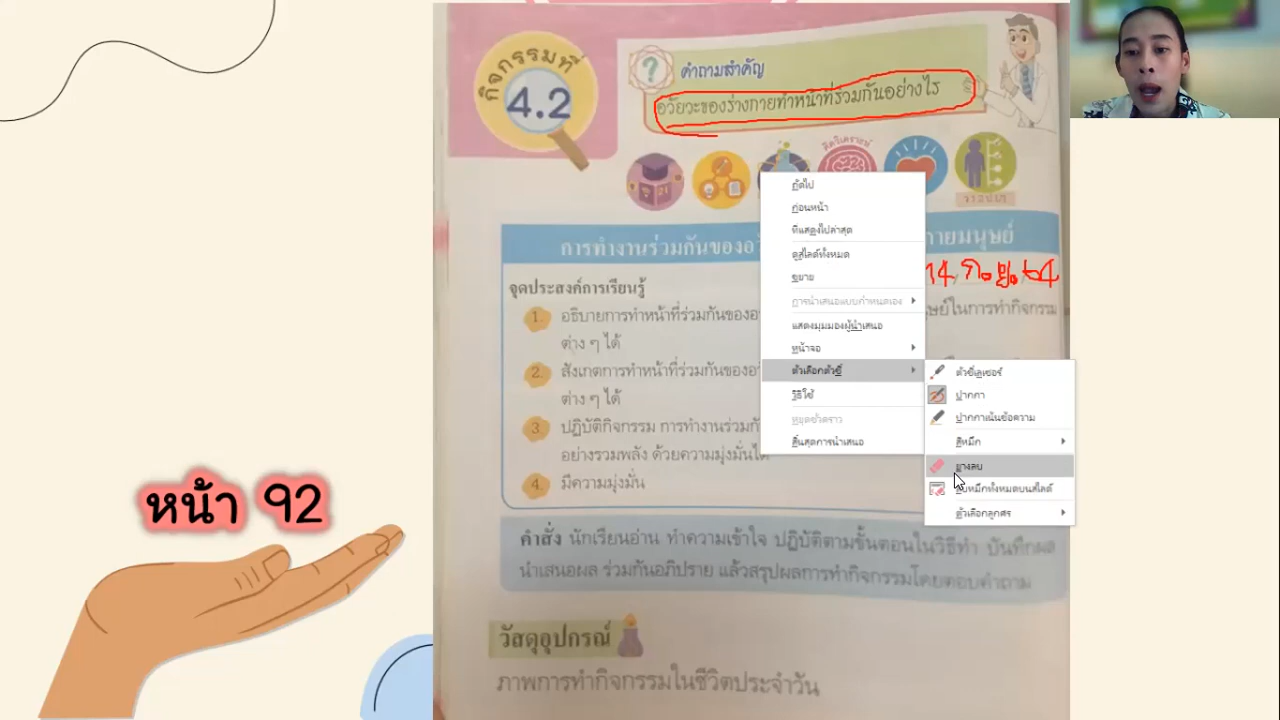 กิจกรรมที่
4.2
คำถามสำคัญ
อวัยวะของร่างกายทำหน้าที่ร่วมกันอย่างไร
คิดวิเคราะห์
การทำงานร่วมกันของอวั
กายมนุษย์
14 ก.ย. 64
จุดประสงค์การเรียนรู้
1. อธิบายการทำหน้าที่ร่วมกันของอ
นุษย์ในการทำกิจกรรม
ต่าง ๆ ได้
2. สังเกตการทำหน้าที่ร่วมกันของอ
ต่าง ๆ ได้
3 ปฏิบัติกิจกรรม การทำงานร่วมกั
อย่างรวมพลัง ด้วยความมุ่งมั่นได้
4. มีความมุ่งมั่น
คำสั่ง นักเรียนอ่าน ทำความเข้าใจ ปฏิบัติตามขั้นตอนในวิธีทำ บันทึกผล
นำเสนอผล ร่วมกันอภิปราย แล้วสรุปผลการทำกิจกรรมโดยตอบคำถาม
วัสดุอุปกรณ์
ภาพการทำกิจกรรมในชีวิตประจำวัน
หน้า 92
ถัดไป
ก่อนหน้า
ที่แสดงไปล่าสุด
ดูสไลด์ทั้งหมด
ขยาย
การนำเสนอแบบกำหนดเอง
แสดงมุมมองผู้นำเสนอ
หน้าจอ
ตัวเลือกตัวชี้
วิธีใช้
หยุดชั่วคราว
สิ้นสุดการนำเสนอ
ตัวชี้เลเซอร์
ปากกา
ปากกาเน้นข้อความ
สีหมึก
ยางลบ
ลบหมึกทั้งหมดบนสไลด์
ตัวเลือกลูกศร